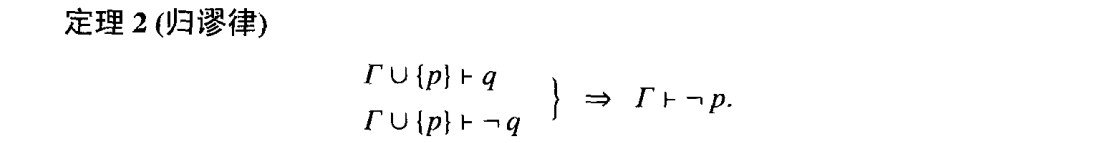 定理 2 (归谬律)
Γ ∪ {p} ⊢ q
Γ ∪ {p} ⊢ ¬ q
} ⇒ Γ ⊢ ¬ p.